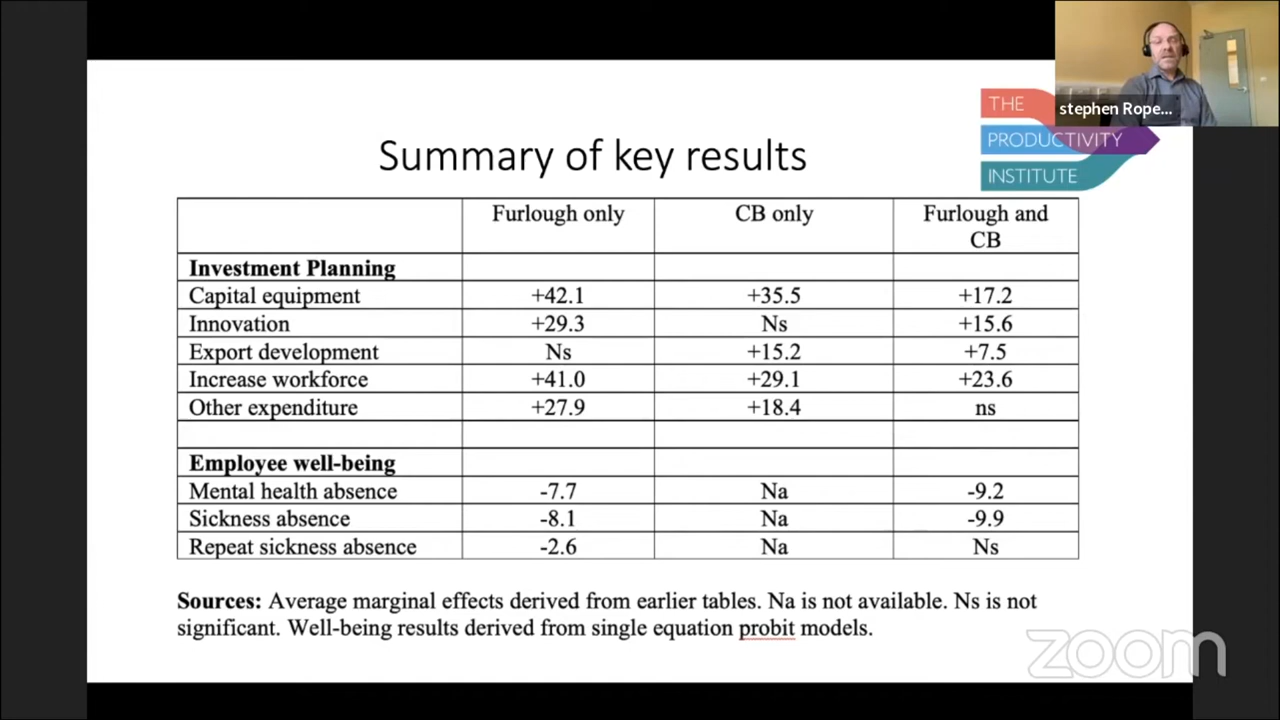 stephen Rope...
THE
PRODUCTIVITY
INSTITUTE
Summary of key results
Furlough only CB only Furlough and CB
Investment Planning
Capital equipment +42.1 +35.5 +17.2
Innovation +29.3 Ns +15.6
Export development Ns +15.2 +7.5
Increase workforce +41.0 +29.1 +23.6
Other expenditure +27.9 +18.4 ns
Employee well-being
Mental health absence -7.7 Na -9.2
Sickness absence -8.1 Na -9.9
Repeat sickness absence -2.6 Na Ns
Sources: Average marginal effects derived from earlier tables. Na is not available. Ns is not
significant. Well-being results derived from single equation probit models.
zoom